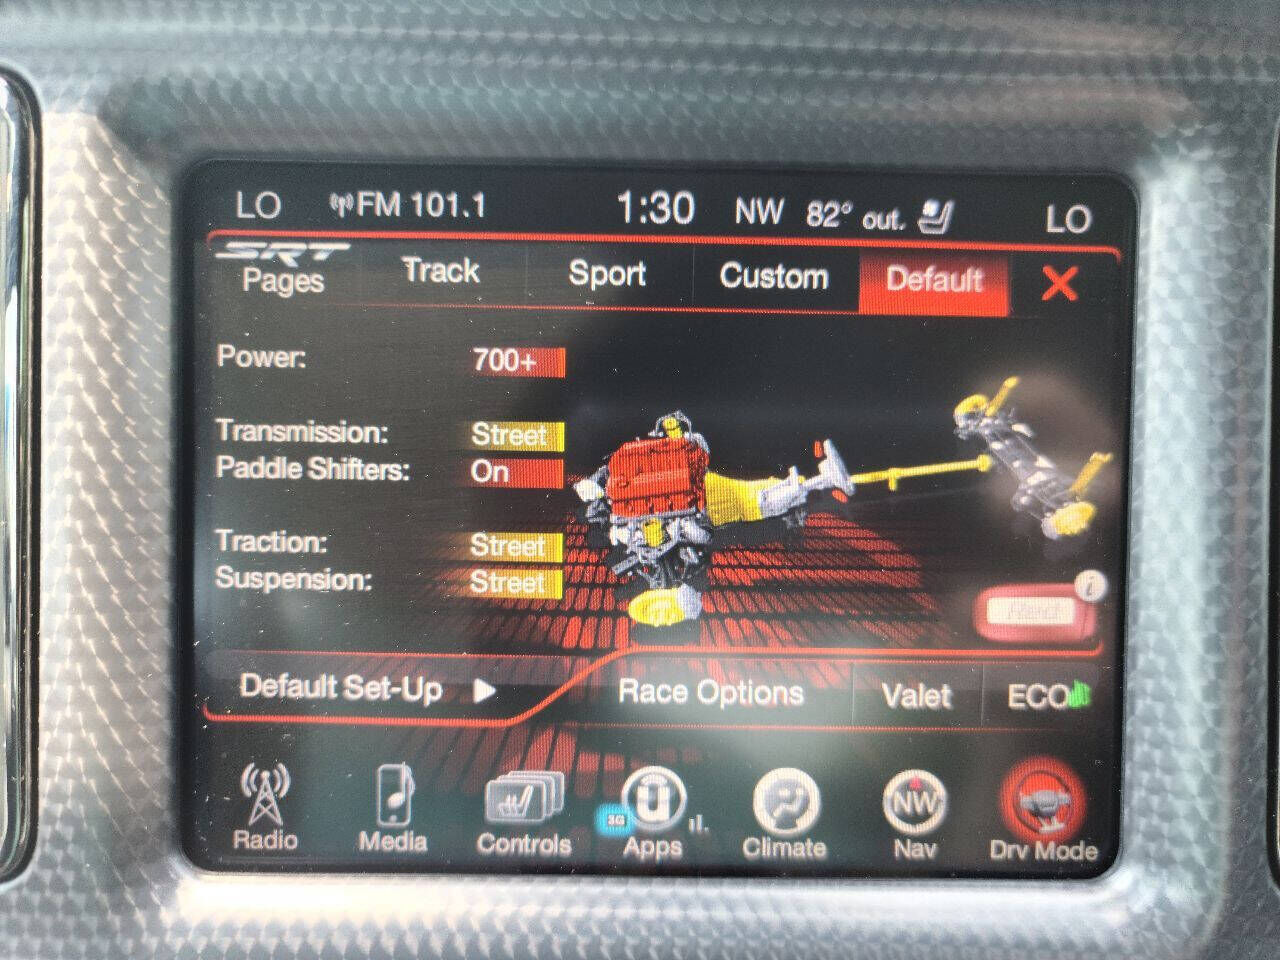 LO FM 101.1 1:30 NW 82° out. LO
SRT Pages Track Sport Custom Default X
Power: 700+
Transmission: Street
Paddle Shifters: On
Traction: Street
Suspension: Street
i
Default Set-Up Race Options Valet ECO
3G NW
Radio Media Controls Apps Climate Nav Drv Mode